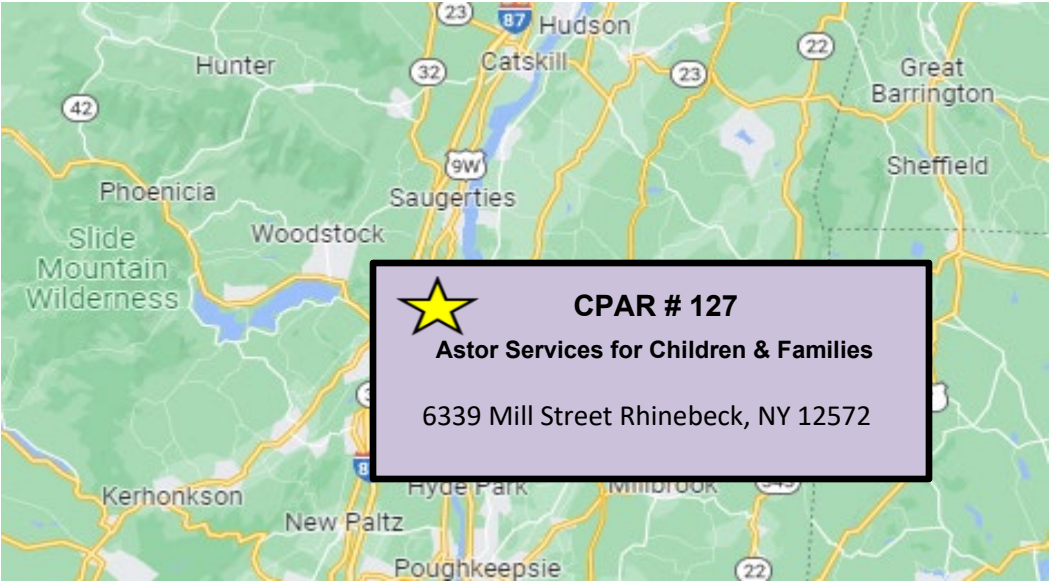 23
87
Hudson
22
Hunter
32
Catskill
23
Great
Barrington
42
9W
Sheffield
Phoenicia
Saugerties
Slide
Mountain
Wilderness
Woodstock
CPAR # 127
Astor Services for Children & Families
6339 Mill Street Rhinebeck, NY 12572
Kerhonkson
Hyde Park
Millbrook
New Paltz
Poughkeepsie
22